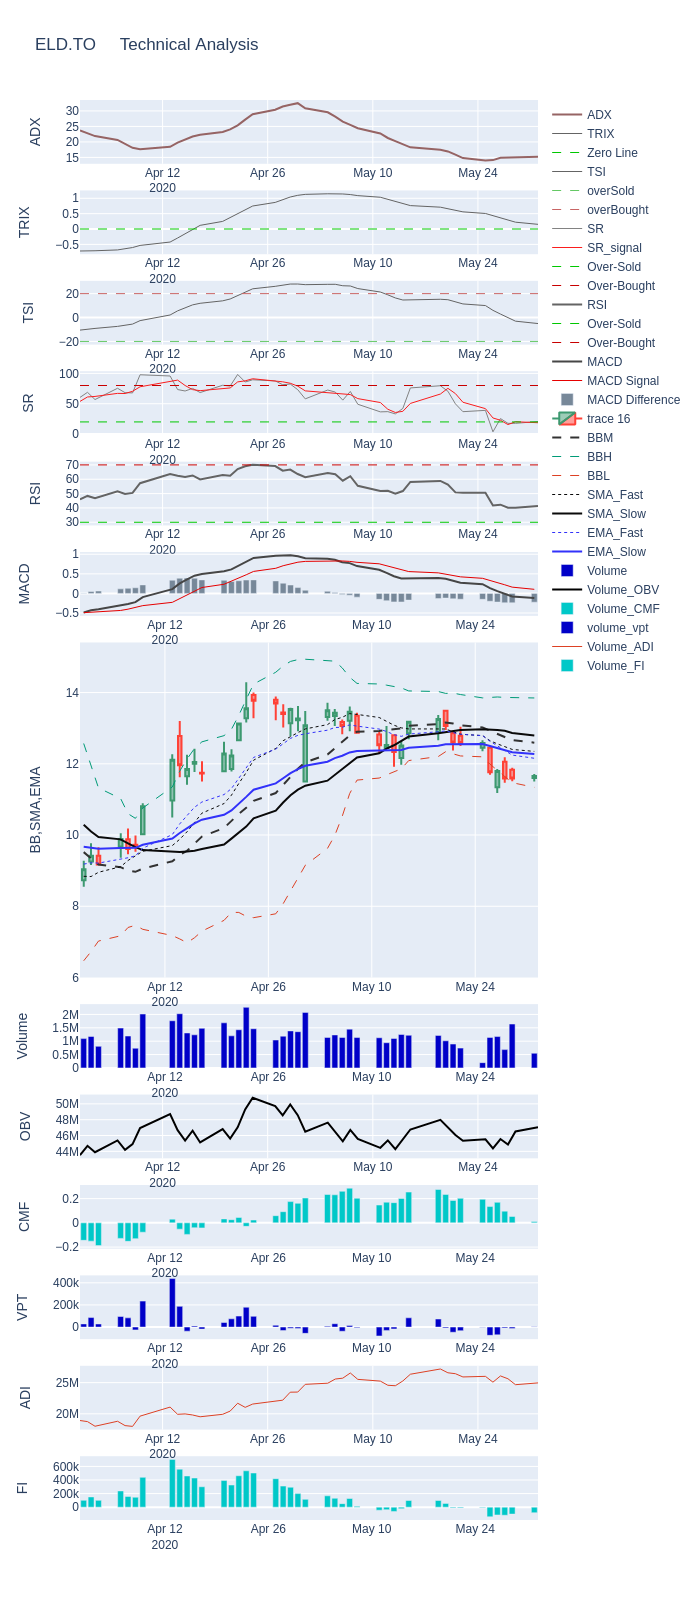 ELD.TO     Technical Analysis
ADX
30
25
20
15
Apr 12
2020
Apr 26
May 10
May 24
TRIX
1
0.5
0
−0.5
Apr 12
2020
Apr 26
May 10
May 24
TSI
20
0
−20
Apr 12
2020
Apr 26
May 10
May 24
SR
100
50
0
Apr 12
2020
Apr 26
May 10
May 24
RSI
70
60
50
40
30
Apr 12
2020
Apr 26
May 10
May 24
MACD
1
0.5
0
−0.5
Apr 12
2020
Apr 26
May 10
May 24
BB,SMA,EMA
14
12
10
8
6
Apr 12
2020
Apr 26
May 10
May 24
Volume
2M
1.5M
1M
0.5M
0
Apr 12
2020
Apr 26
May 10
May 24
OBV
50M
48M
46M
44M
Apr 12
2020
Apr 26
May 10
May 24
CMF
0.2
0
−0.2
Apr 12
2020
Apr 26
May 10
May 24
VPT
400k
200k
0
Apr 12
2020
Apr 26
May 10
May 24
ADI
25M
20M
Apr 12
2020
Apr 26
May 10
May 24
FI
600k
400k
200k
0
Apr 12
2020
Apr 26
May 10
May 24
ADX
TRIX
Zero Line
TSI
overSold
overBought
SR
SR_signal
Over-Sold
Over-Bought
RSI
Over-Sold
Over-Bought
MACD
MACD Signal
MACD Difference
trace 16
BBM
BBH
BBL
SMA_Fast
SMA_Slow
EMA_Fast
EMA_Slow
Volume
Volume_OBV
Volume_CMF
volume_vpt
Volume_ADI
Volume_FI